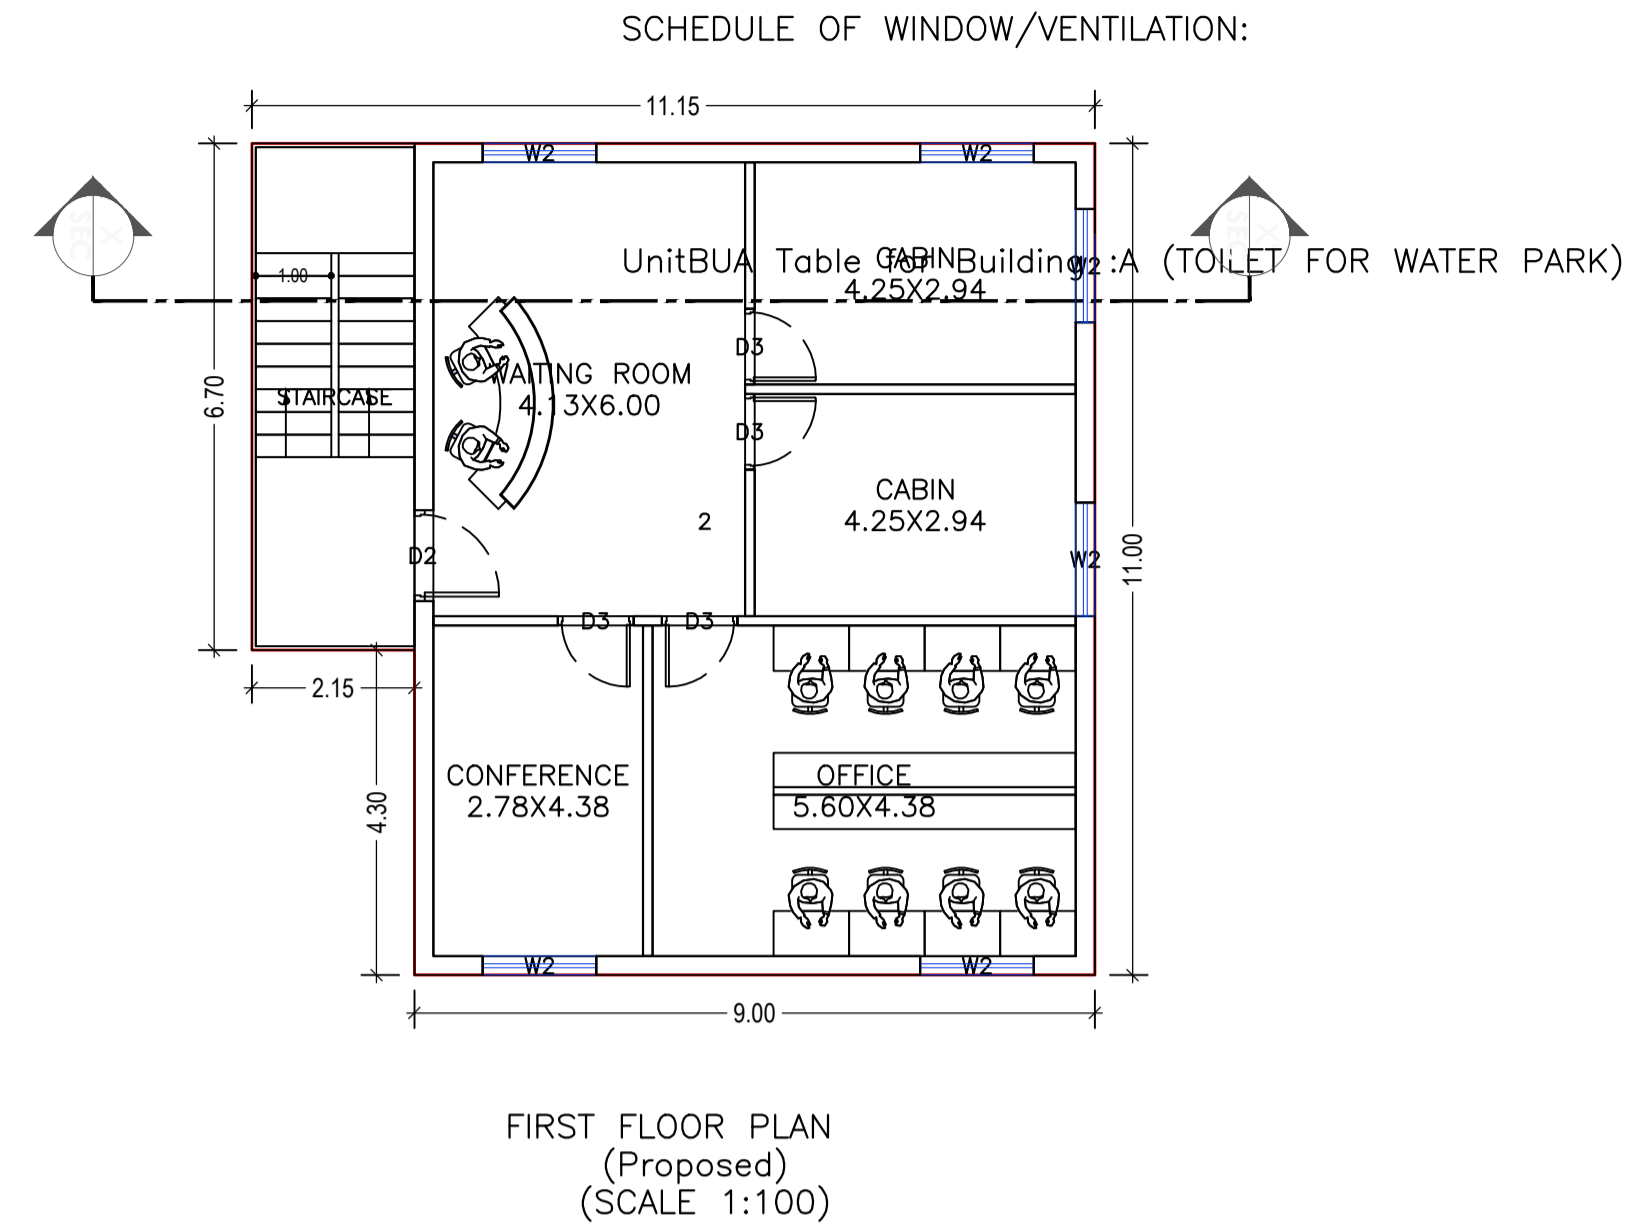 SCHEDULE OF WINDOW/VENTILATION:
11.15
W2
W2
X
SEC
X
SEC
UnitBUA Table for Building :A (TOILET FOR WATER PARK)
CABIN
4.25X2.94
W2
1.00
D3
WAITING ROOM
4.13X6.00
STAIRCASE
6.70
D3
CABIN
4.25X2.94
2
D2
W2
11.00
D3
D3
2.15
CONFERENCE
2.78X4.38
OFFICE
5.60X4.38
4.30
W2
W2
9.00
FIRST FLOOR PLAN
(Proposed)
(SCALE 1:100)